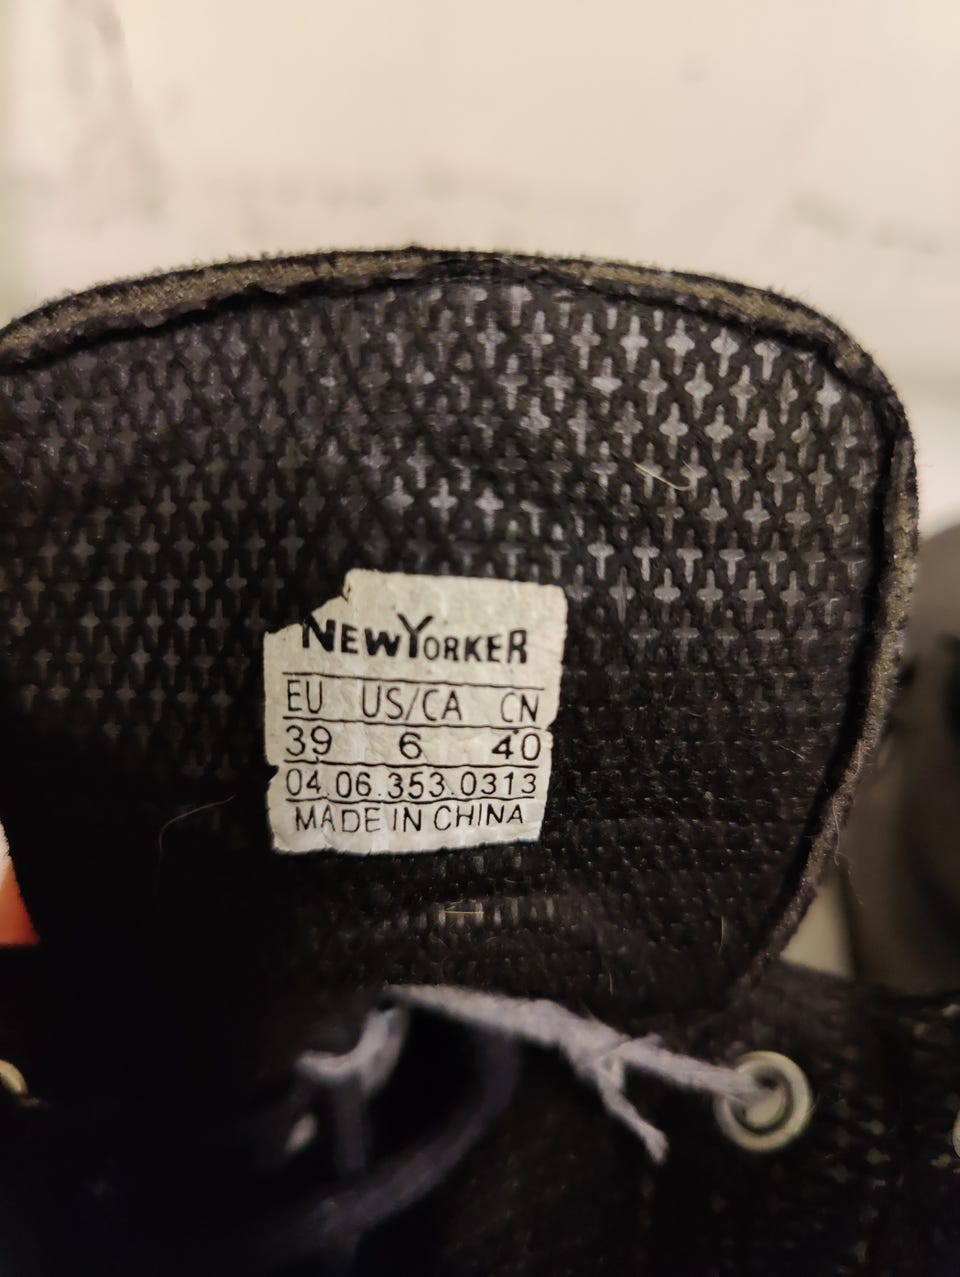 NEWYORKER
EU US/CA CN
39 6 40
04.06.353.0313
MADE IN CHINA